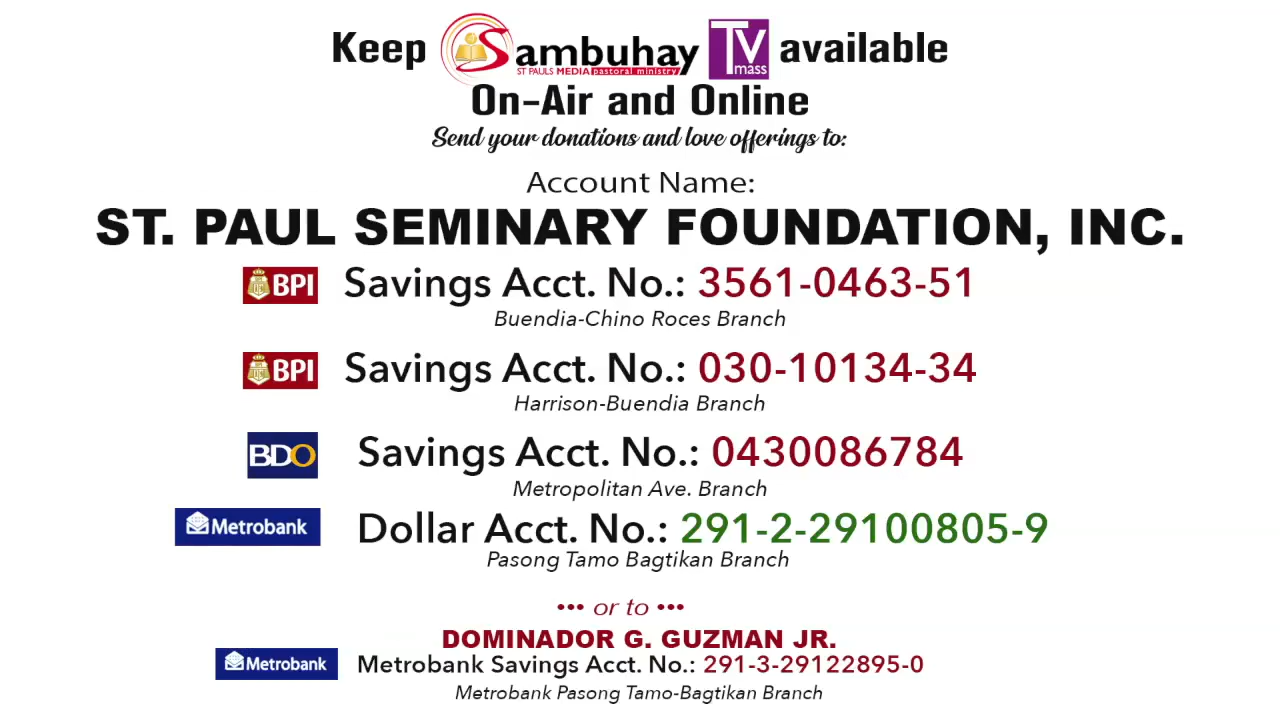 Keep Sambuhay TV mass available
ST PAULS MEDIA pastoral ministry
On-Air and Online
Send your donations and love offerings to:
Account Name:
ST. PAUL SEMINARY FOUNDATION, INC.
BPI Savings Acct. No.: 3561-0463-51
Buendia-Chino Roces Branch
BPI Savings Acct. No.: 030-10134-34
Harrison-Buendia Branch
BDO Savings Acct. No.: 0430086784
Metropolitan Ave. Branch
Metrobank Dollar Acct. No.: 291-2-29100805-9
Pasong Tamo Bagtikan Branch
••• or to •••
DOMINADOR G. GUZMAN JR.
Metrobank Metrobank Savings Acct. No.: 291-3-29122895-0
Metrobank Pasong Tamo-Bagtikan Branch